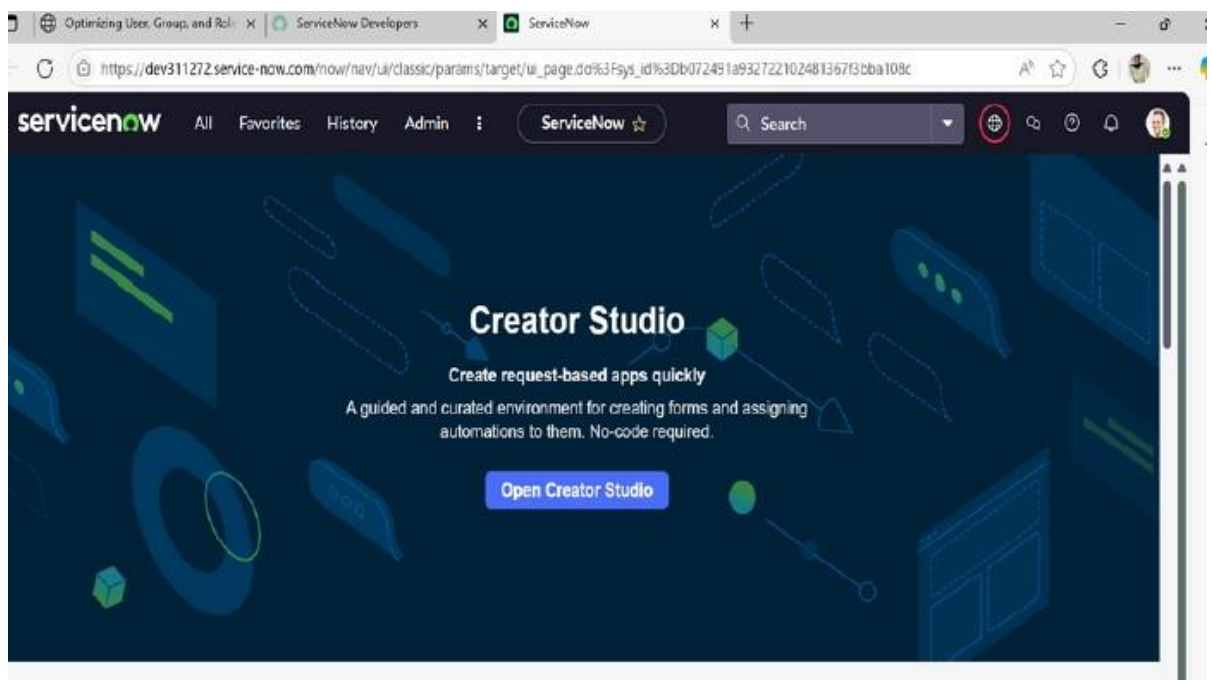 Optimizing User, Group, and Rol
ServiceNow Developers
ServiceNow
https://dev311272.service-now.com/now/nav/ui/classic/params/target/ui_page.do%3Fsys_id%3Db072491a932722102481367f3bba108c
servicenow
All Favorites History Admin
ServiceNow
Search
Creator Studio
Create request-based apps quickly
A guided and curated environment for creating forms and assigning
automations to them. No-code required.
Open Creator Studio